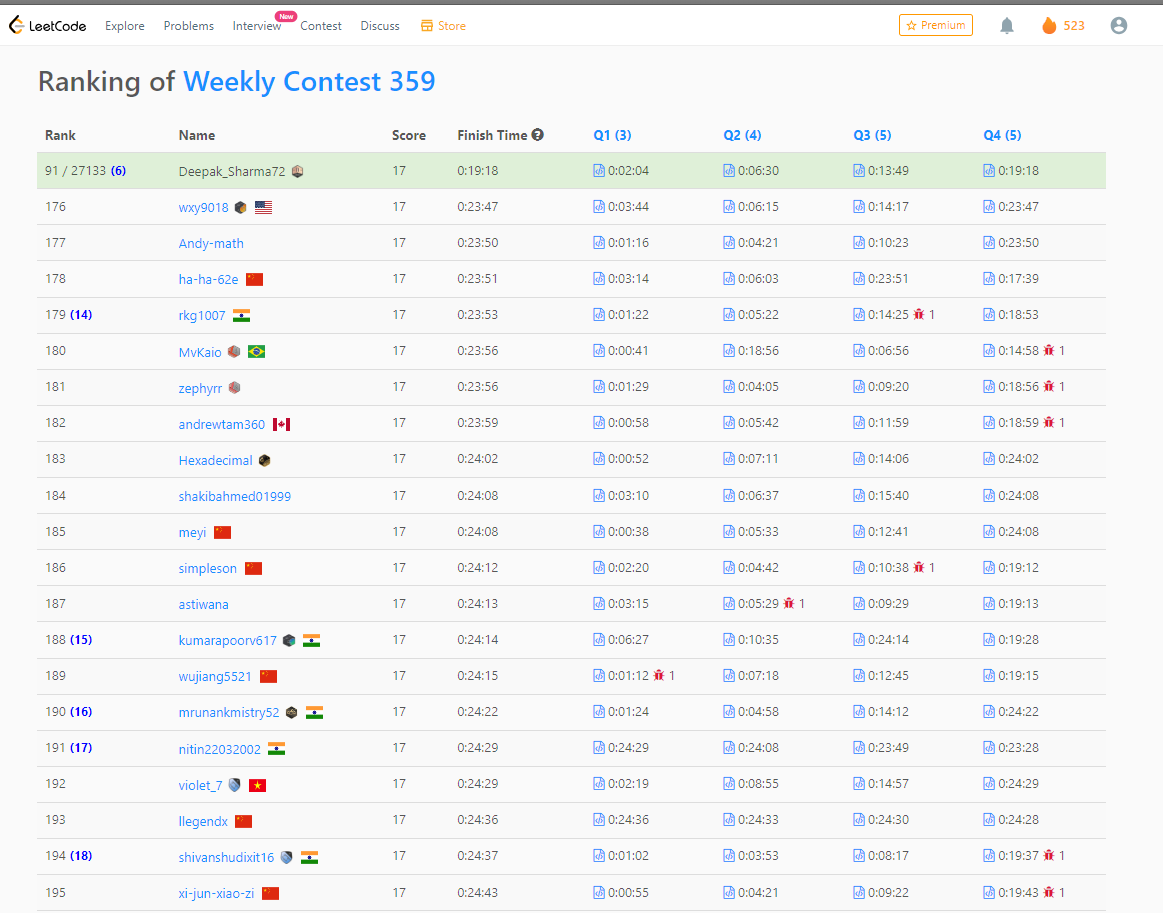 LeetCode Explore Problems Interview New Contest Discuss Store Premium 523
Ranking of Weekly Contest 359
Rank Name Score Finish Time Q1 (3) Q2 (4) Q3 (5) Q4 (5)
91 / 27133 (6) Deepak_Sharma72 17 0:19:18 0:02:04 0:06:30 0:13:49 0:19:18
176 wxy9018 17 0:23:47 0:03:44 0:06:15 0:14:17 0:23:47
177 Andy-math 17 0:23:50 0:01:16 0:04:21 0:10:23 0:23:50
178 ha-ha-62e 17 0:23:51 0:03:14 0:06:03 0:23:51 0:17:39
179 (14) rkg1007 17 0:23:53 0:01:22 0:05:22 0:14:25 1 0:18:53
180 MvKaio 17 0:23:56 0:00:41 0:18:56 0:06:56 0:14:58 1
181 zephyrr 17 0:23:56 0:01:29 0:04:05 0:09:20 0:18:56 1
182 andrewtam360 17 0:23:59 0:00:58 0:05:42 0:11:59 0:18:59 1
183 Hexadecimal 17 0:24:02 0:00:52 0:07:11 0:14:06 0:24:02
184 shakibahmed01999 17 0:24:08 0:03:10 0:06:37 0:15:40 0:24:08
185 meyi 17 0:24:08 0:00:38 0:05:33 0:12:41 0:24:08
186 simpleson 17 0:24:12 0:02:20 0:04:42 0:10:38 1 0:19:12
187 astiwana 17 0:24:13 0:03:15 0:05:29 1 0:09:29 0:19:13
188 (15) kumarapoorv617 17 0:24:14 0:06:27 0:10:35 0:24:14 0:19:28
189 wujiang5521 17 0:24:15 0:01:12 1 0:07:18 0:12:45 0:19:15
190 (16) mrunankmistry52 17 0:24:22 0:01:24 0:04:58 0:14:12 0:24:22
191 (17) nitin22032002 17 0:24:29 0:24:29 0:24:08 0:23:49 0:23:28
192 violet_7 17 0:24:29 0:02:19 0:08:55 0:14:57 0:24:29
193 llegendx 17 0:24:36 0:24:36 0:24:33 0:24:30 0:24:28
194 (18) shivanshudixit16 17 0:24:37 0:01:02 0:03:53 0:08:17 0:19:37 1
195 xi-jun-xiao-zi 17 0:24:43 0:00:55 0:04:21 0:09:22 0:19:43 1